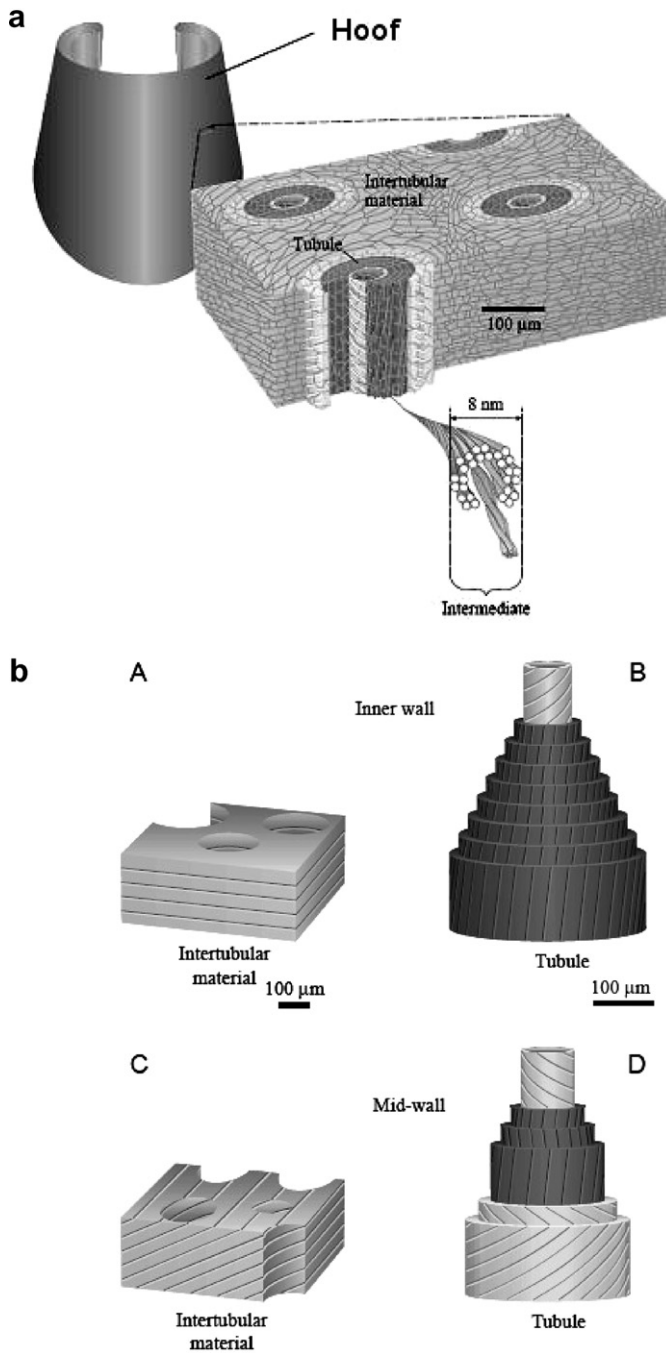 a
Hoof
Intertubular
material
Tubule
100 µm
8 nm
Intermediate
b
A
B
Inner wall
Intertubular
material
100 µm
Tubule
100 µm
C
D
Mid-wall
Intertubular
material
Tubule